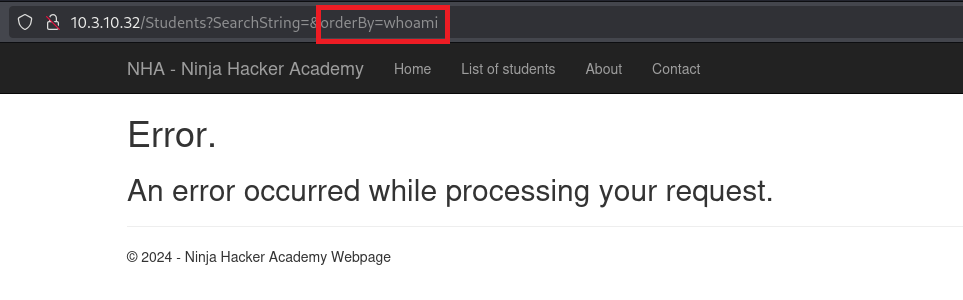 10.3.10.32/Students?SearchString=&orderBy=whoami
NHA - Ninja Hacker Academy Home List of students About Contact
Error.
An error occurred while processing your request.
© 2024 - Ninja Hacker Academy Webpage